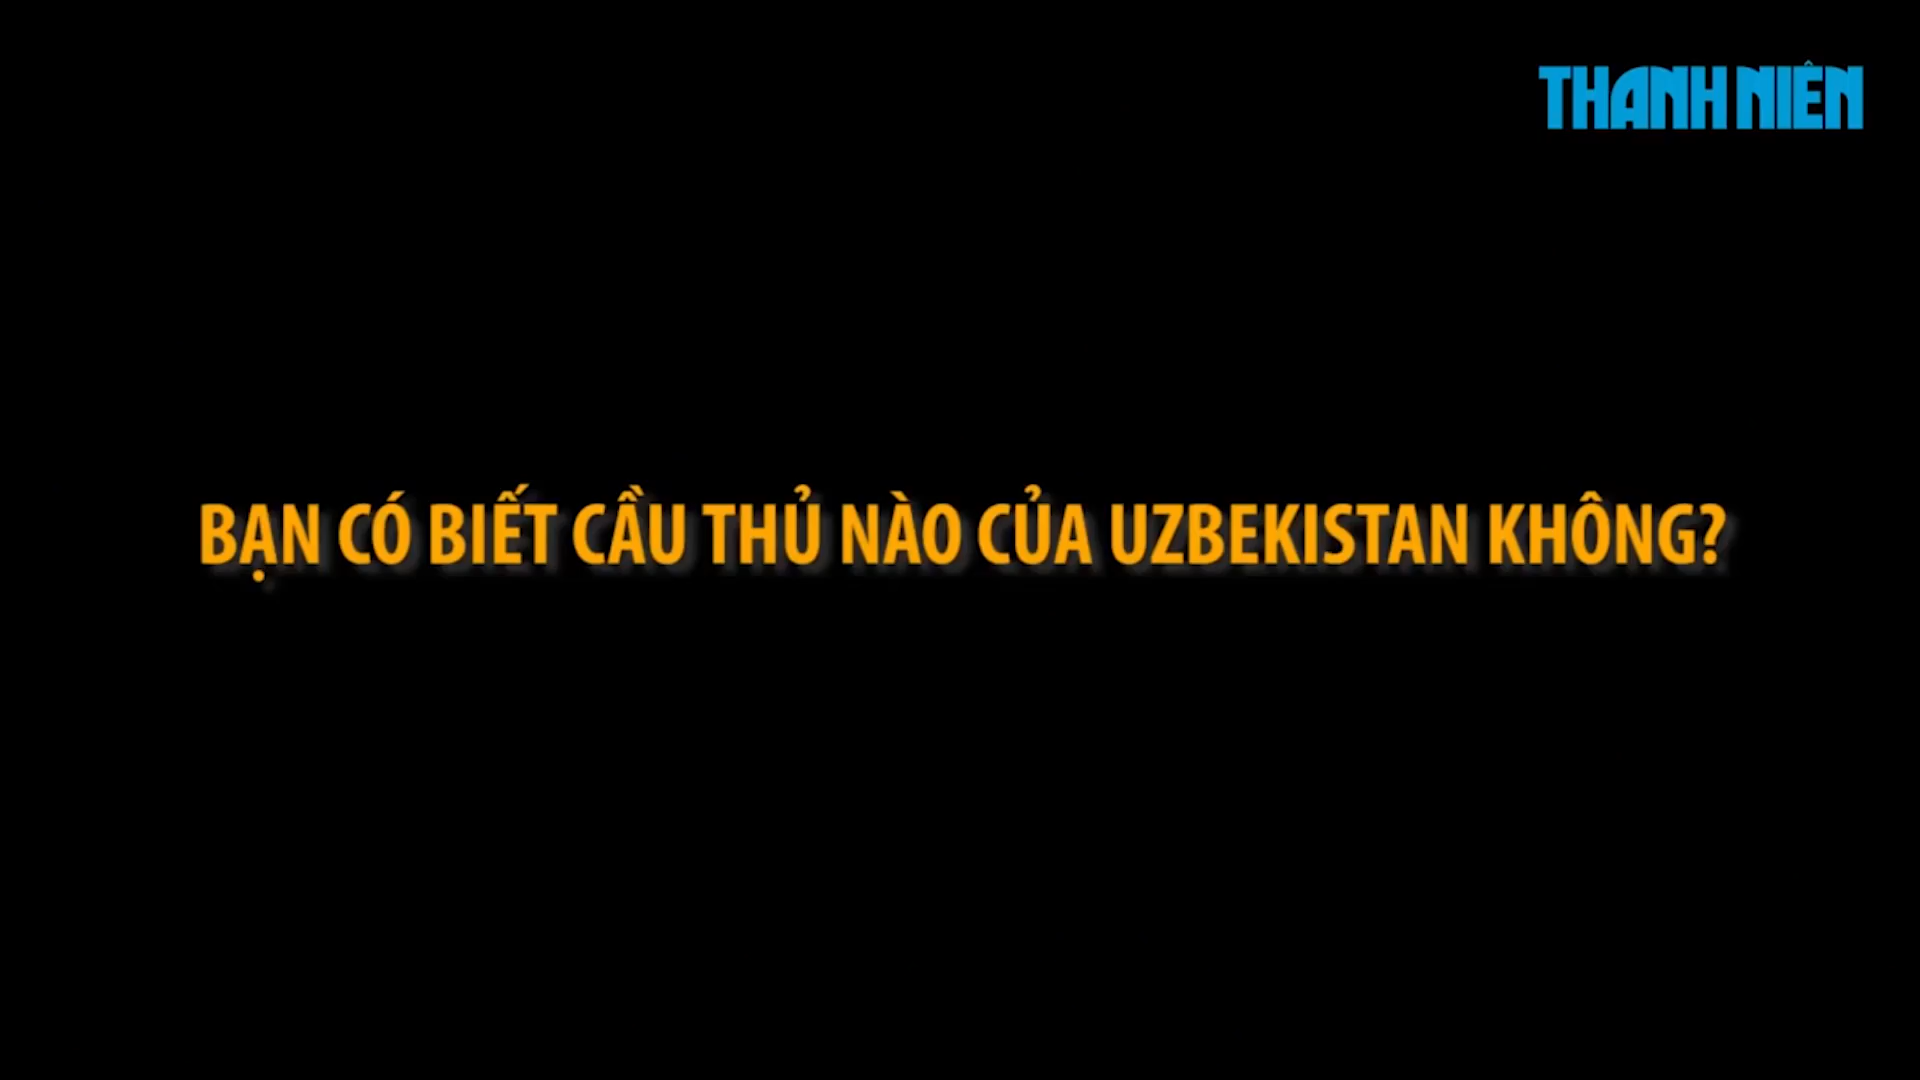 THANH NIÊN
BẠN CÓ BIẾT CẦU THỦ NÀO CỦA UZBEKISTAN KHÔNG?